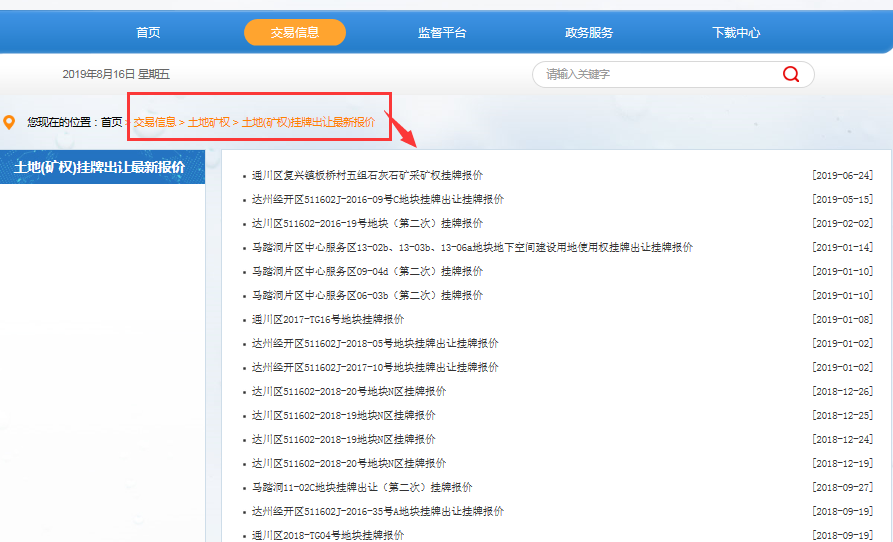 首页 交易信息 监督平台 政务服务 下载中心
2019年8月16日 星期五 请输入关键字
您现在的位置：首页 > 交易信息 > 土地矿权 > 土地(矿权)挂牌出让最新报价
土地(矿权)挂牌出让最新报价
通川区复兴镇板桥村五组石灰石矿采矿权挂牌报价 [2019-06-24]
达州经开区511602J-2016-09号C地块挂牌出让挂牌报价 [2019-05-15]
达川区511602-2016-19号地块（第二次）挂牌报价 [2019-02-02]
马踏洞片区中心服务区13-02b、13-03b、13-06a地块地下空间建设用地使用权挂牌出让挂牌报价 [2019-01-14]
马踏洞片区中心服务区09-04d（第二次）挂牌报价 [2019-01-10]
马踏洞片区中心服务区06-03b（第二次）挂牌报价 [2019-01-10]
通川区2017-TG16号地块挂牌报价 [2019-01-08]
达州经开区511602J-2018-05号地块挂牌出让挂牌报价 [2019-01-02]
达州经开区511602J-2017-10号地块挂牌出让挂牌报价 [2019-01-02]
达川区511602-2018-20号地块N区挂牌报价 [2018-12-26]
达川区511602-2018-19地块N区挂牌报价 [2018-12-25]
达川区511602-2018-19地块N区挂牌报价 [2018-12-24]
达川区511602-2018-20号地块N区挂牌报价 [2018-12-19]
马踏洞11-02C地块挂牌出让（第二次）挂牌报价 [2018-09-27]
达州经开区511602J-2016-35号A地块挂牌出让挂牌报价 [2018-09-19]
通川区2018-TG04号地块挂牌报价 [2018-09-19]